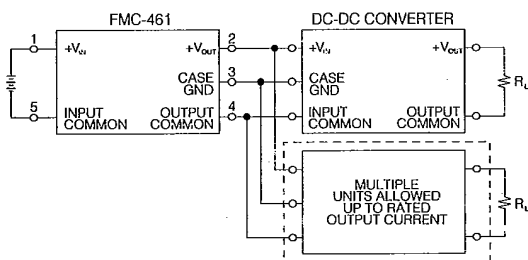 FMC-461
DC-DC CONVERTER
1
+VIN
+VOUT
2
+VIN
+VOUT
CASE
GND
3
CASE
GND
RL
5
INPUT
COMMON
OUTPUT
COMMON
4
INPUT
COMMON
OUTPUT
COMMON
MULTIPLE
UNITS ALLOWED
UP TO RATED
OUTPUT CURRENT
RL